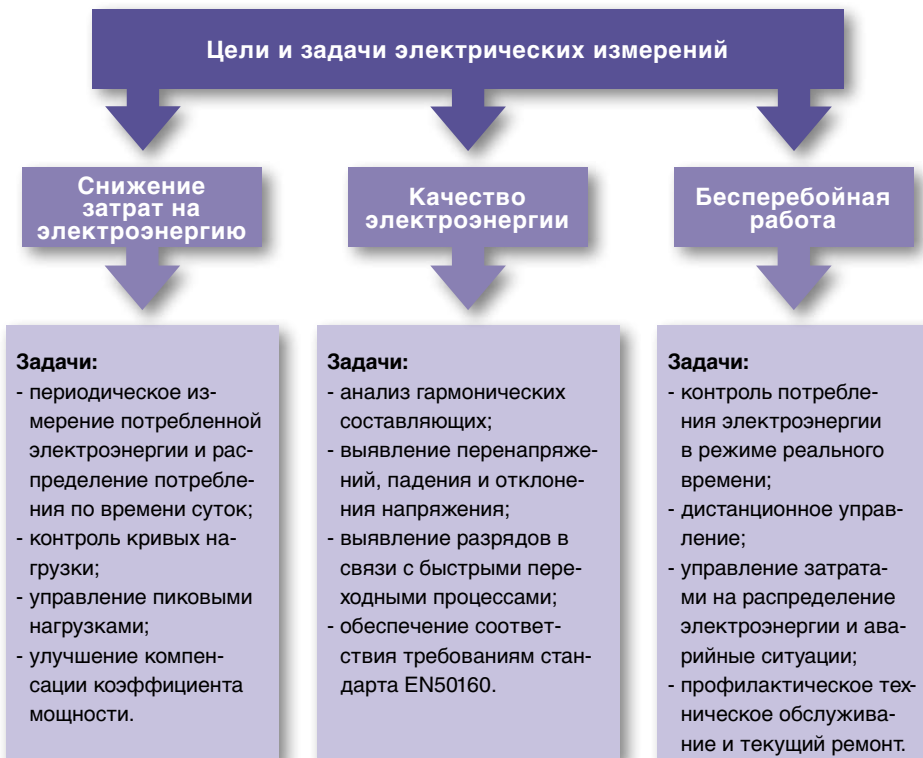 Цели и задачи электрических измерений
Снижение
затрат на
электроэнергию
Качество
электроэнергии
Бесперебойная
работа
Задачи:
- периодическое из-
мерение потребленной
электроэнергии и рас-
пределение потребле-
ния по времени суток;
- контроль кривых на-
грузки;
- управление пиковыми
нагрузками;
- улучшение компен-
сации коэффициента
мощности.
Задачи:
- анализ гармонических
составляющих;
- выявление перенапряже-
ний, падения и отклоне-
ния напряжения;
- выявление разрядов в
связи с быстрыми пере-
ходными процессами;
- обеспечение соответ-
ствия требованиям стан-
дарта EN50160.
Задачи:
- контроль потребле-
ния электроэнергии
в режиме реального
времени;
- дистанционное управ-
ление;
- управление затрата-
ми на распределение
электроэнергии и ава-
рийные ситуации;
- профилактическое тех-
ническое обслужива-
ние и текущий ремонт.